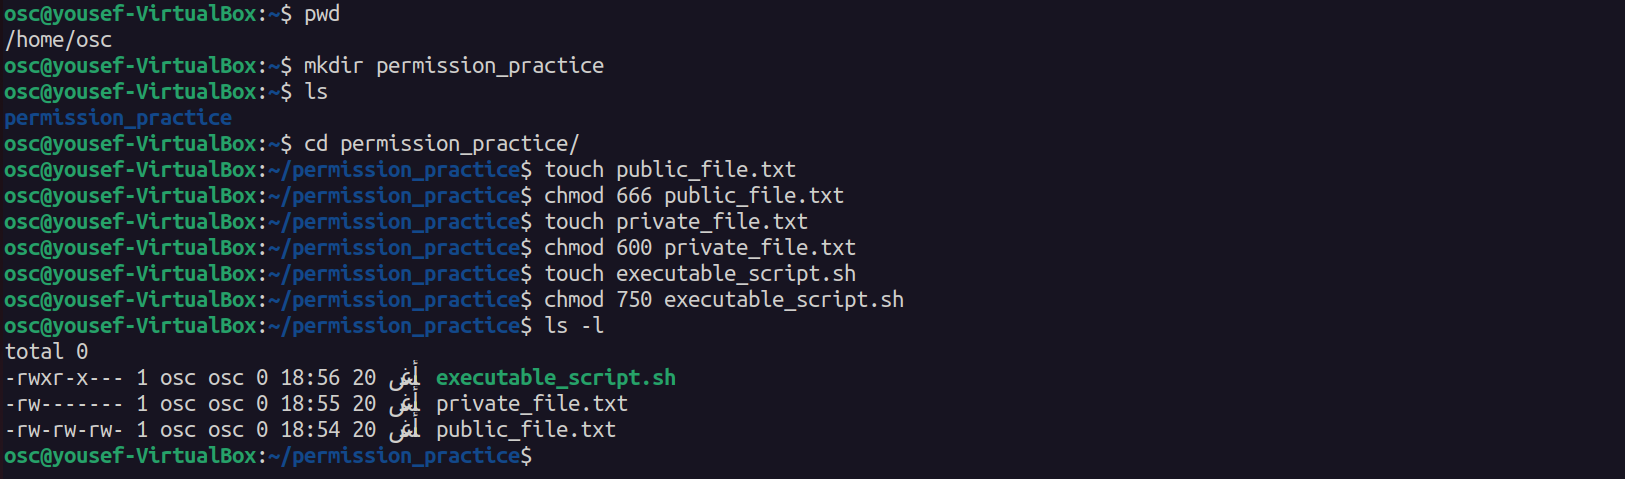 osc@yousef-VirtualBox:~$ pwd
/home/osc
osc@yousef-VirtualBox:~$ mkdir permission_practice
osc@yousef-VirtualBox:~$ ls
permission_practice
osc@yousef-VirtualBox:~$ cd permission_practice/
osc@yousef-VirtualBox:~/permission_practice$ touch public_file.txt
osc@yousef-VirtualBox:~/permission_practice$ chmod 666 public_file.txt
osc@yousef-VirtualBox:~/permission_practice$ touch private_file.txt
osc@yousef-VirtualBox:~/permission_practice$ chmod 600 private_file.txt
osc@yousef-VirtualBox:~/permission_practice$ touch executable_script.sh
osc@yousef-VirtualBox:~/permission_practice$ chmod 750 executable_script.sh
osc@yousef-VirtualBox:~/permission_practice$ ls -l
total 0
-rwxr-x--- 1 osc osc 0 18:56 20 executable_script.sh
-rw------- 1 osc osc 0 18:55 20 private_file.txt
-rw-rw-rw- 1 osc osc 0 18:54 20 public_file.txt
osc@yousef-VirtualBox:~/permission_practice$